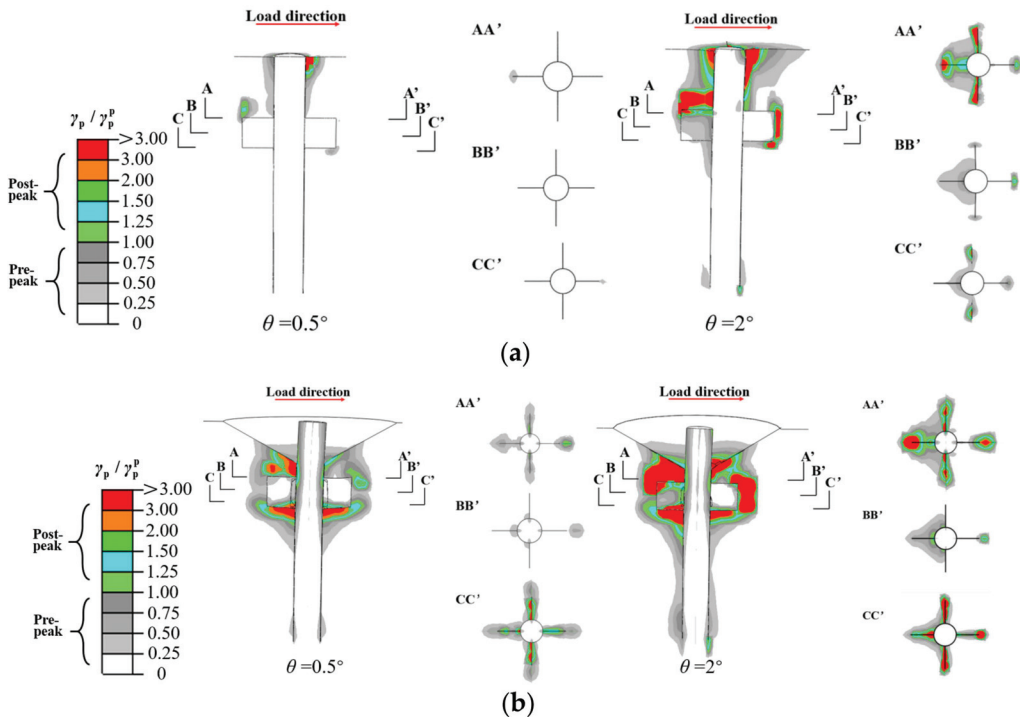 Load direction
AA’
A
B
C
A’
B’
C’
γp / γpp
>3.00
3.00
2.00
1.50
1.25
1.00
0.75
0.50
0.25
0
Post-
peak
Pre-
peak
BB’
CC’
θ =0.5°
Load direction
AA’
A
B
C
A’
B’
C’
BB’
CC’
θ =2°
(a)
Load direction
AA’
A
B
C
A’
B’
C’
γp / γpp
>3.00
3.00
2.00
1.50
1.25
1.00
0.75
0.50
0.25
0
Post-
peak
Pre-
peak
BB’
CC’
θ =0.5°
Load direction
AA’
A
B
C
A’
B’
C’
BB’
CC’
θ =2°
(b)